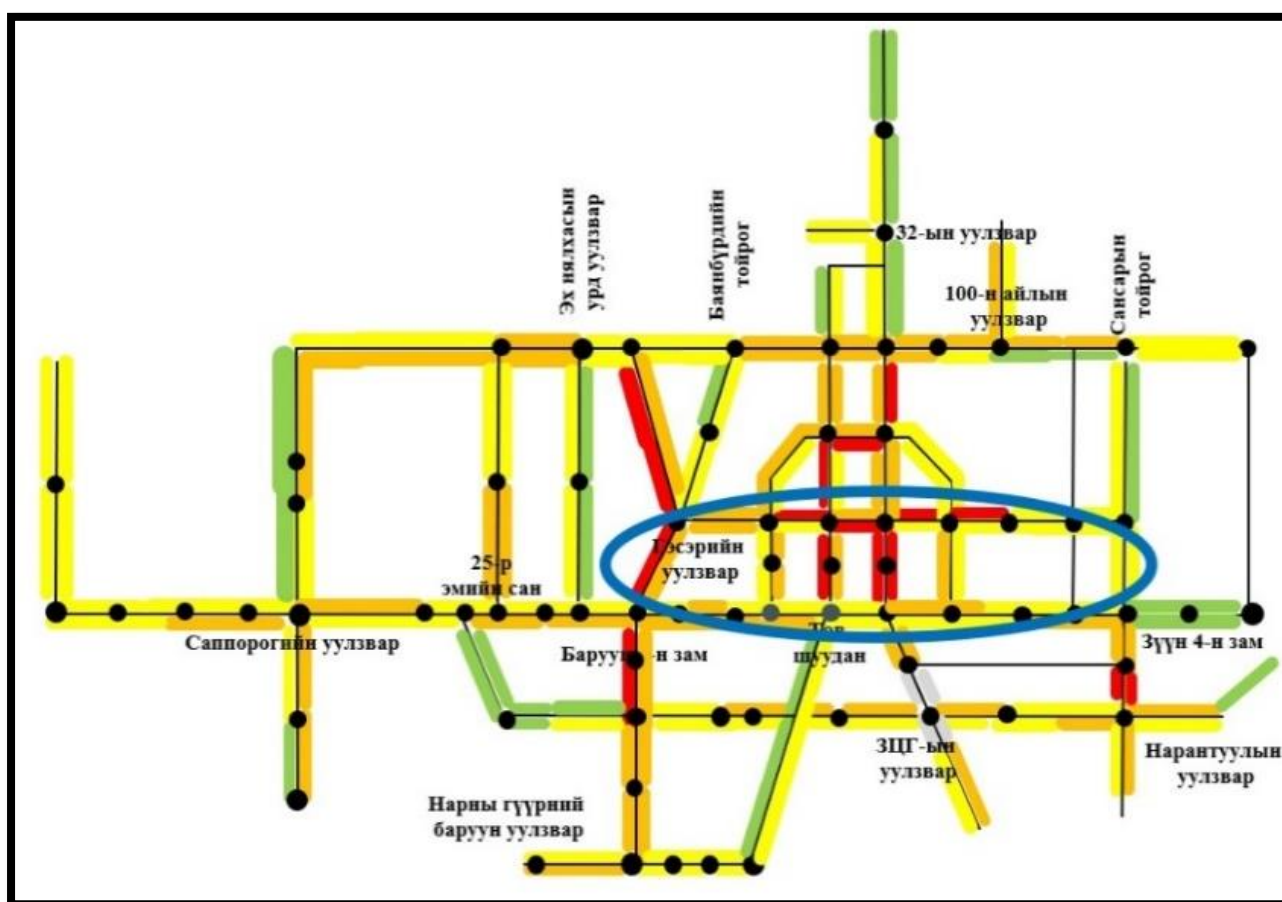 Эх нялхасын
урд уулзвар
Баянбүрдийн
тойрог
32-ын уулзвар
100-н айлын
уулзвар
Сансарын
тойрог
Гэсэрийн
уулзвар
25-р
эмийн сан
Саппорогийн уулзвар
-н зам
шуудан
Зүүн 4-н зам
ЗЦГ-ын
уулзвар
Нарантуулын
уулзвар
Нарны гүүрний
баруун уулзвар